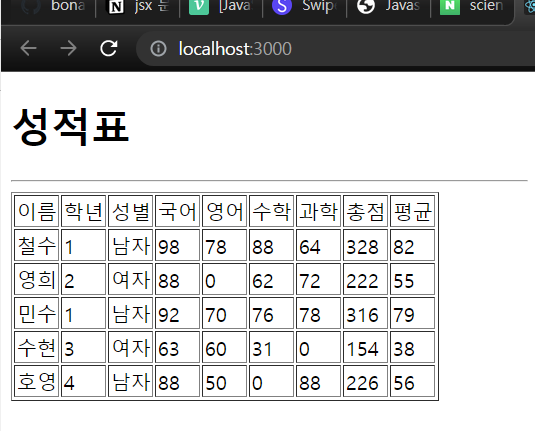 bona jsx 문 [Java Swip Javas scien
localhost:3000
성적표
이름 학년 성별 국어 영어 수학 과학 총점 평균
철수 1 남자 98 78 88 64 328 82
영희 2 여자 88 0 62 72 222 55
민수 1 남자 92 70 76 78 316 79
수현 3 여자 63 60 31 0 154 38
호영 4 남자 88 50 0 88 226 56